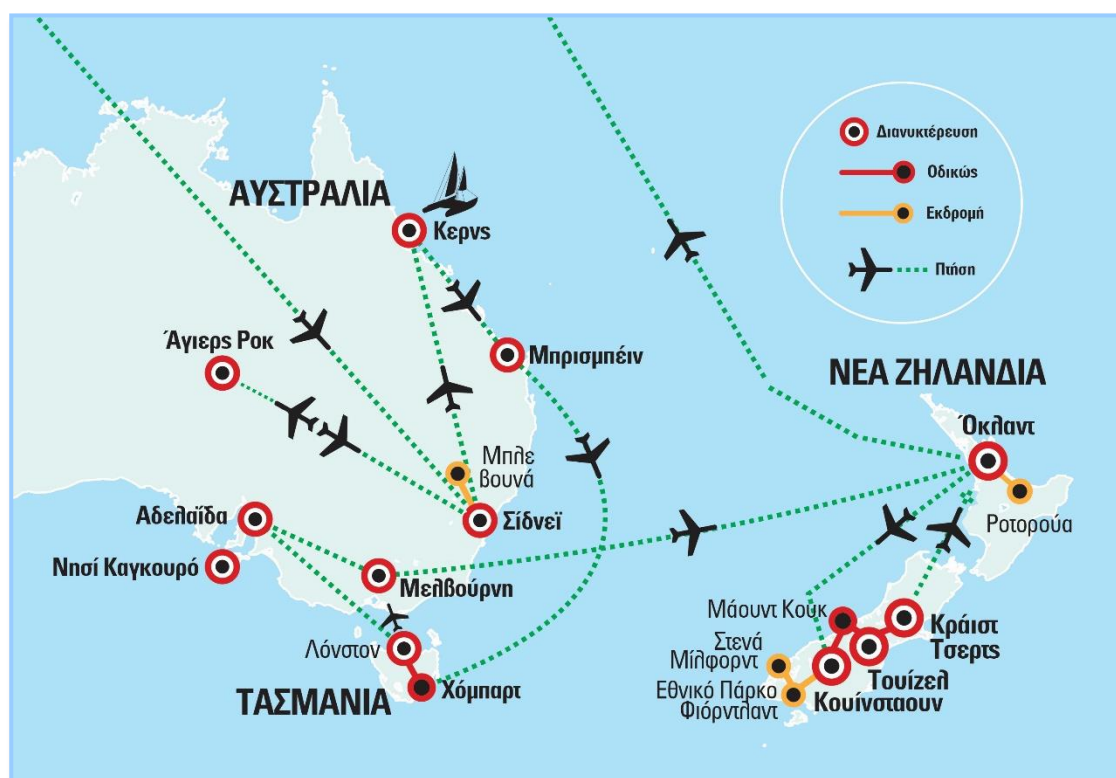 ΑΥΣΤΡΑΛΙΑ
Κερνς
Άγιερς Ροκ
Μπρισμπέιν
Μπλε
βουνά
Σίδνεϊ
Αδελαΐδα
Νησί Καγκουρό
Μελβούρνη
Λόνστον
ΤΑΣΜΑΝΙΑ
Χόμπαρτ
Διανυκτέρευση
Οδικώς
Εκδρομή
Πτήση
ΝΕΑ ΖΗΛΑΝΔΙΑ
Όκλαντ
Ροτορούα
Μάουντ Κουκ
Στενά
Μίλφορντ
Εθνικό Πάρκο
Φιόρντλαντ
Κράιστ
Τσερτς
Τουίζελ
Κουίνσταουν